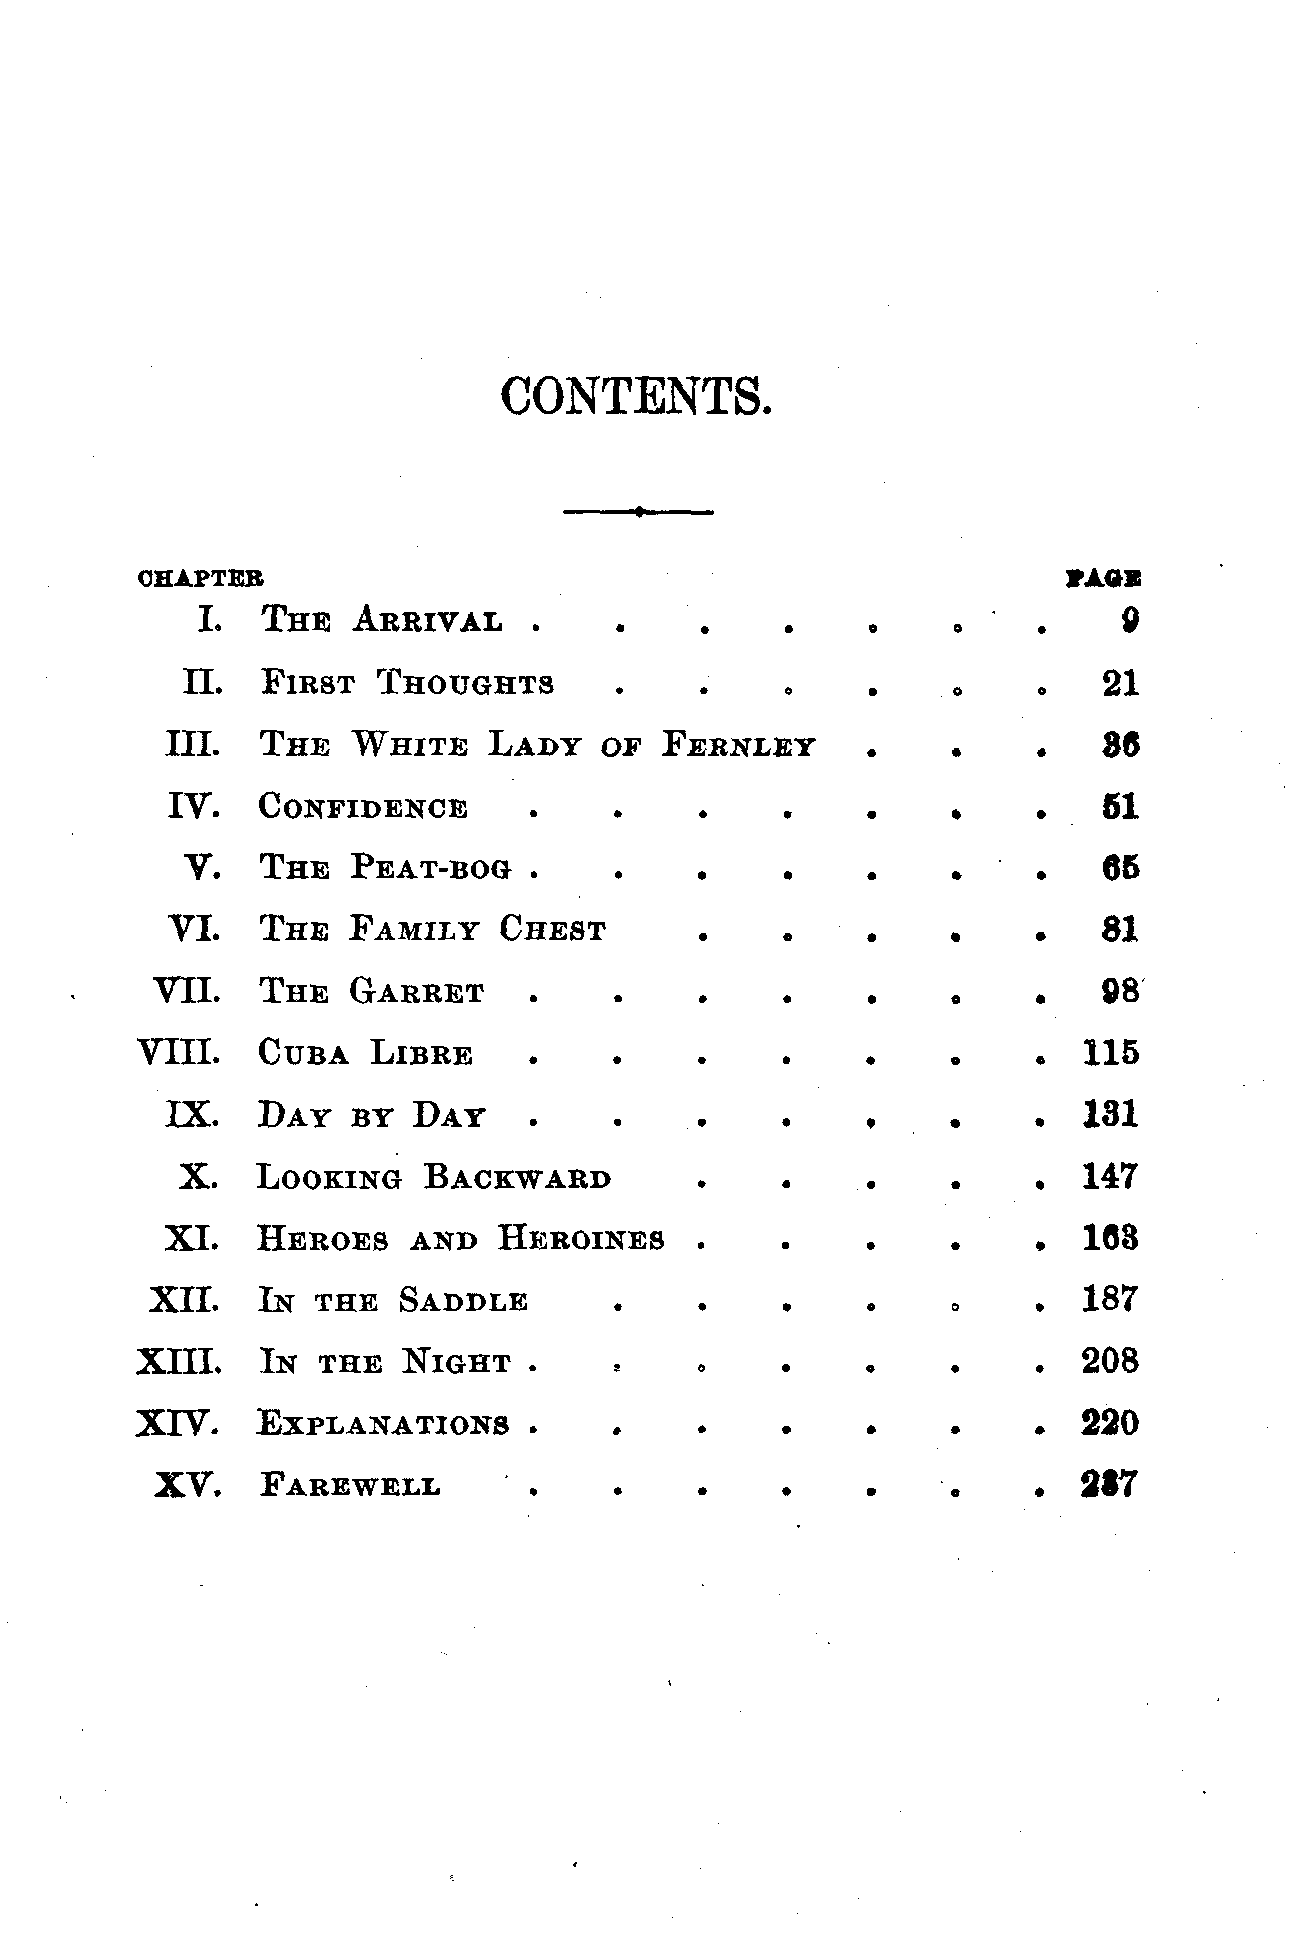 CONTENTS.
CHAPTER PAGE
I. THE ARRIVAL . . . . . . . 9
II. FIRST THOUGHTS . . . . . . 21
III. THE WHITE LADY OF FERNLEY . . . 36
IV. CONFIDENCE . . . . . . . 51
V. THE PEAT-BOG . . . . . . . 65
VI. THE FAMILY CHEST . . . . . 81
VII. THE GARRET . . . . . . . 98
VIII. CUBA LIBRE . . . . . . . 115
IX. DAY BY DAY . . . . . . . 131
X. LOOKING BACKWARD . . . . . 147
XI. HEROES AND HEROINES . . . . . 163
XII. IN THE SADDLE . . . . . . 187
XIII. IN THE NIGHT . . . . . . . 208
XIV. EXPLANATIONS . . . . . . . 220
XV. FAREWELL . . . . . . .